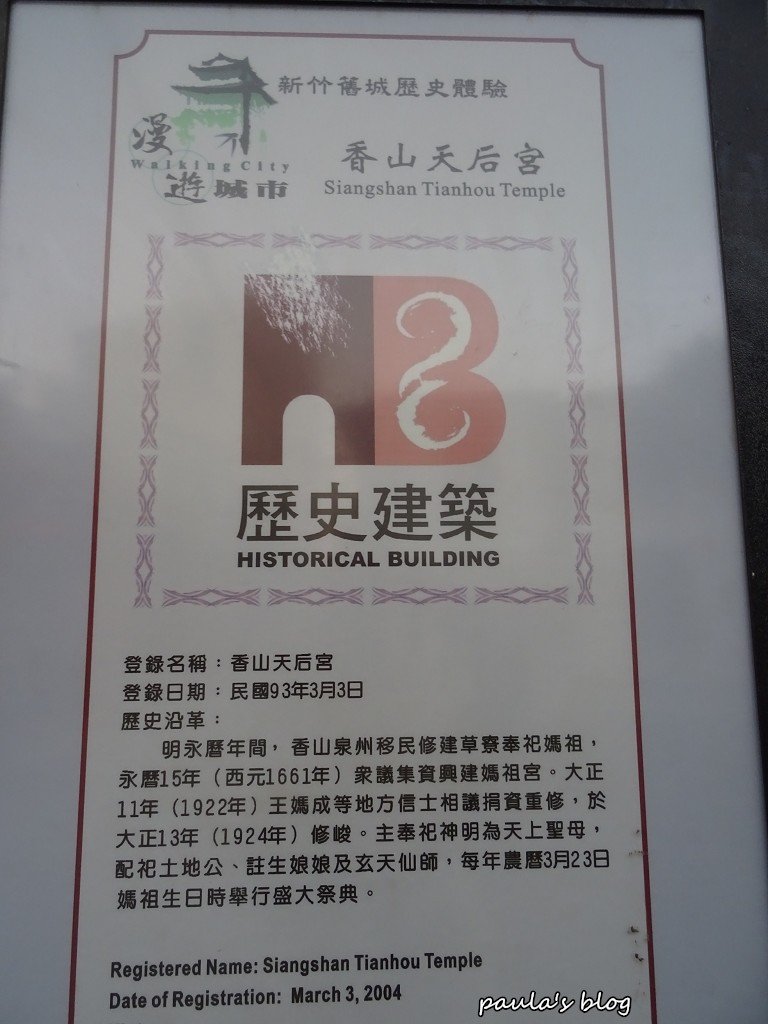 新竹舊城歷史體驗
漫
Walking City
遊城市
香山天后宮
Siangshan Tianhou Temple
HB
歷史建築
HISTORICAL BUILDING
登錄名稱：香山天后宮
登錄日期：民國93年3月3日
歷史沿革：
明永曆年間，香山泉州移民修建草寮奉祀媽祖，
永曆15年（西元1661年）眾議集資興建媽祖宮。大正
11年（1922年）王媽成等地方信士相議捐資重修，於
大正13年（1924年）修峻。主奉祀神明為天上聖母，
配祀土地公、註生娘娘及玄天仙師，每年農曆3月23日
媽祖生日時舉行盛大祭典。
Registered Name: Siangshan Tianhou Temple
Date of Registration: March 3, 2004
paula's blog